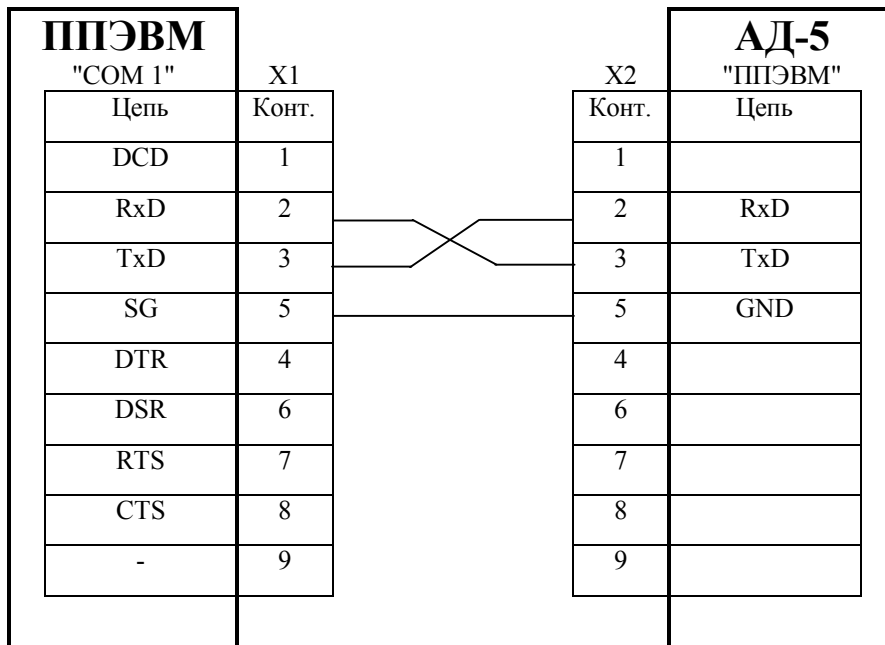 ППЭВМ АД-5
"COM 1" X1 X2 "ППЭВМ"
Цепь Конт. Конт. Цепь
DCD 1 1
RxD 2 2 RxD
TxD 3 3 TxD
SG 5 5 GND
DTR 4 4
DSR 6 6
RTS 7 7
CTS 8 8
- 9 9